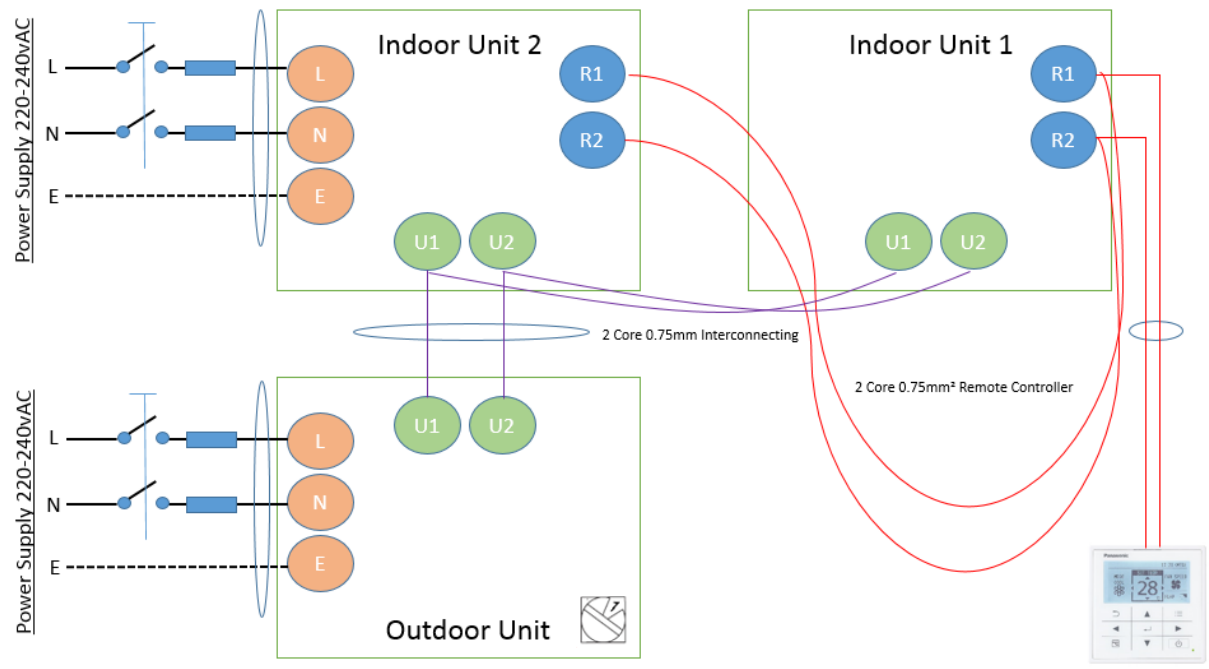 Power Supply 220-240vAC
L
N
E
L
N
E
Indoor Unit 2
R1
R2
U1
U2
Indoor Unit 1
R1
R2
U1
U2
2 Core 0.75mm Interconnecting
2 Core 0.75mm² Remote Controller
Power Supply 220-240vAC
L
N
E
L
N
E
U1
U2
Outdoor Unit
1
Panasonic
28